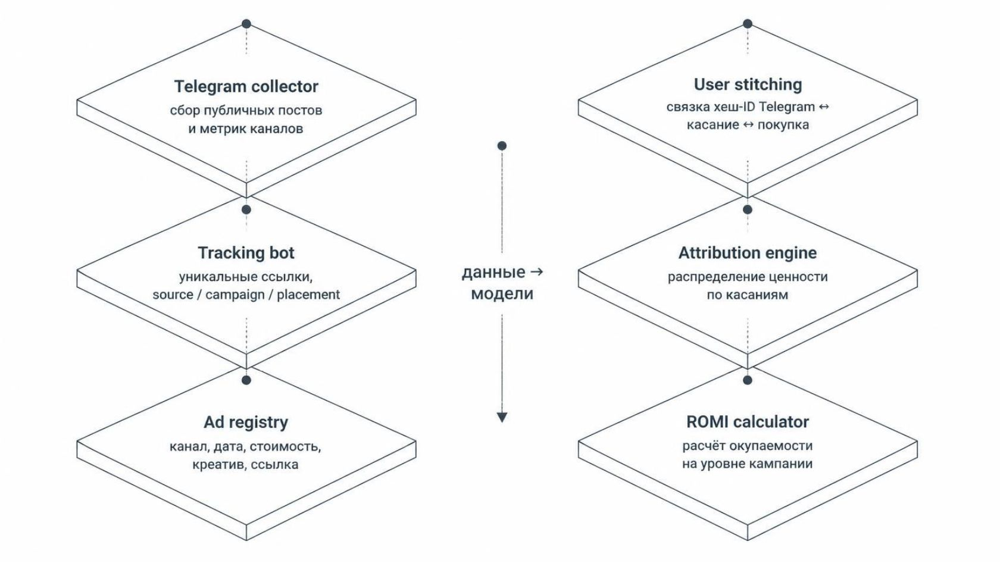 Telegram collector
сбор публичных постов
и метрик каналов
Tracking bot
уникальные ссылки,
source / campaign / placement
Ad registry
канал, дата, стоимость,
креатив, ссылка
данные →
модели
User stitching
связка хеш-ID Telegram ↔
касание ↔ покупка
Attribution engine
распределение ценности
по касаниям
ROMI calculator
расчёт окупаемости
на уровне кампании